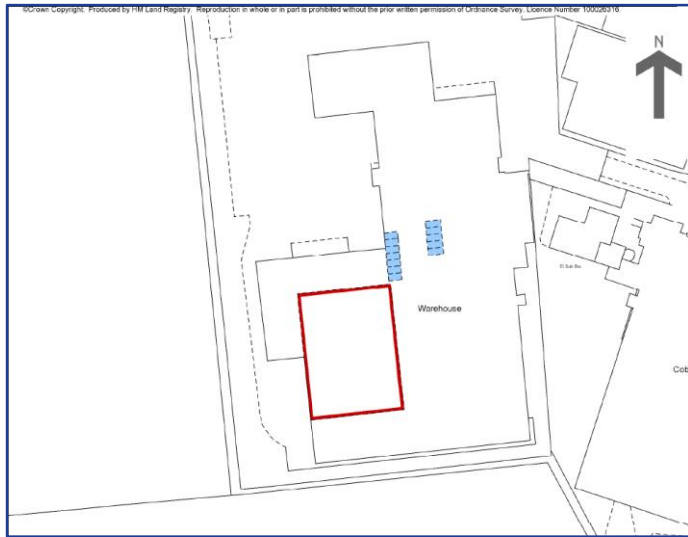 ©Crown Copyright. Produced by HM Land Registry. Reproduction in whole or in part is prohibited without the prior written permission of Ordnance Survey. Licence Number 100026316.
N
El Sub Sta
Warehouse
Cob